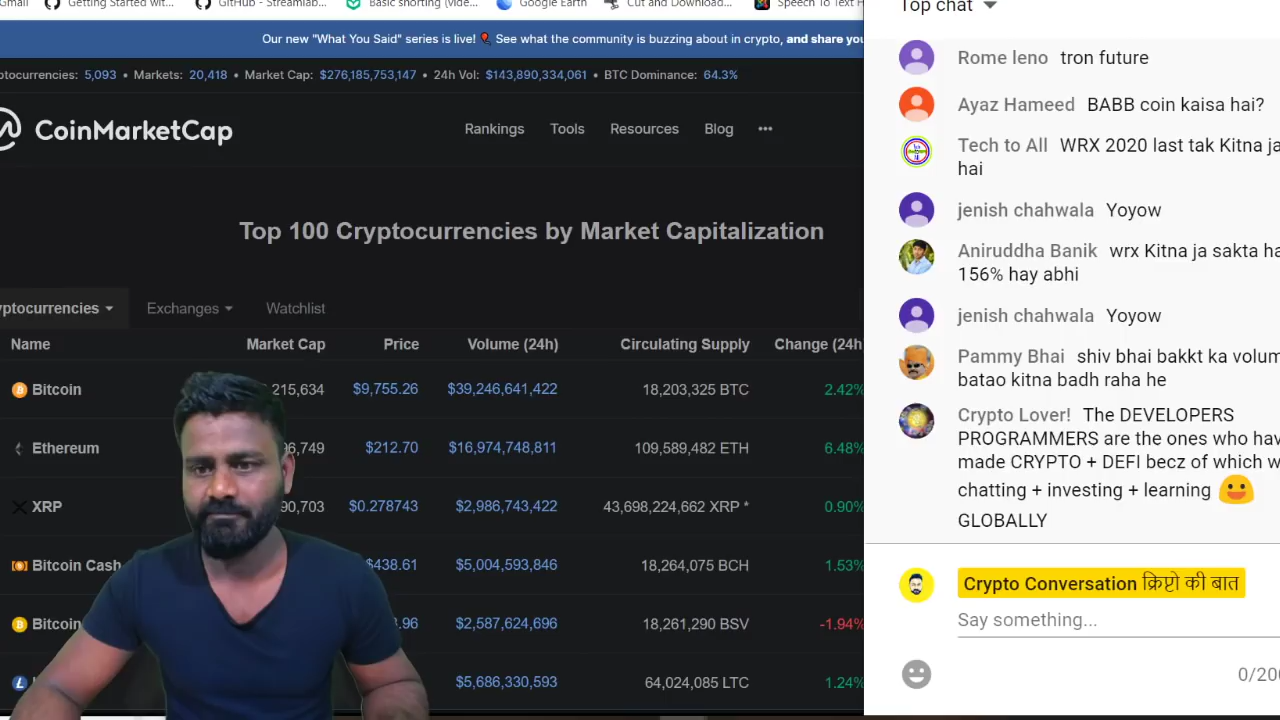 Gmail Getting Started wit... GitHub - Streamlab... Basic shorting (vide... Google Earth Cut and Download... Speech To Text
Our new "What You Said" series is live! 🎈 See what the community is buzzing about in crypto, and share you
ptocurrencies: 5,093 • Markets: 20,418 • Market Cap: $276,185,753,147 • 24h Vol: $143,890,334,061 • BTC Dominance: 64.3%
CoinMarketCap
Rankings Tools Resources Blog •••
Top 100 Cryptocurrencies by Market Capitalization
yptocurrencies Exchanges Watchlist
Name Market Cap Price Volume (24h) Circulating Supply Change (24h
Bitcoin 215,634 $9,755.26 $39,246,641,422 18,203,325 BTC 2.42%
Ethereum 6,749 $212.70 $16,974,748,811 109,589,482 ETH 6.48%
XRP 90,703 $0.278743 $2,986,743,422 43,698,224,662 XRP * 0.90%
Bitcoin Cash $438.61 $5,004,593,846 18,264,075 BCH 1.53%
Bitcoin .96 $2,587,624,696 18,261,290 BSV -1.94%
$5,686,330,593 64,024,085 LTC 1.24%
Top chat
Rome leno tron future
Ayaz Hameed BABB coin kaisa hai?
Tech to All WRX 2020 last tak Kitna ja
hai
jenish chahwala Yoyow
Aniruddha Banik wrx Kitna ja sakta ha
156% hay abhi
jenish chahwala Yoyow
Pammy Bhai shiv bhai bakkt ka volum
batao kitna badh raha he
Crypto Lover! The DEVELOPERS
PROGRAMMERS are the ones who hav
made CRYPTO + DEFI becz of which w
chatting + investing + learning 😃
GLOBALLY
Crypto Conversation क्रिप्टो की बात
Say something...
0/200